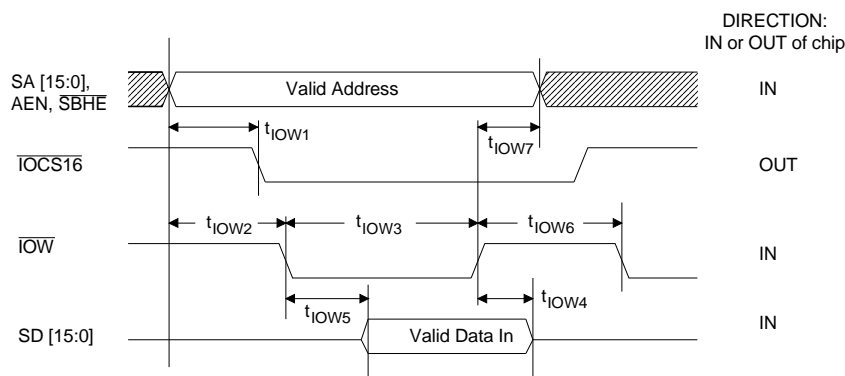 DIRECTION:
IN or OUT of chip
SA [15:0],
AEN, SBHE
Valid Address
IN
tIOW1
tIOW7
IOCS16
OUT
tIOW2
tIOW3
tIOW6
IOW
IN
tIOW5
tIOW4
SD [15:0]
Valid Data In
IN